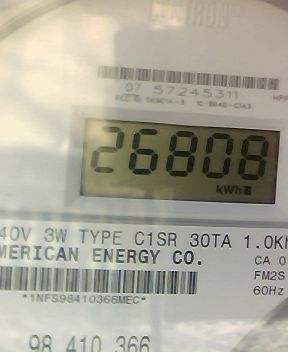 07 57245311
26808
kWh
40V 3W TYPE C1SR 30TA 1.0Kh
MERICAN ENERGY CO.
CA 0
FM2S
60Hz
*1NFS98410366MEC*
98 410 366